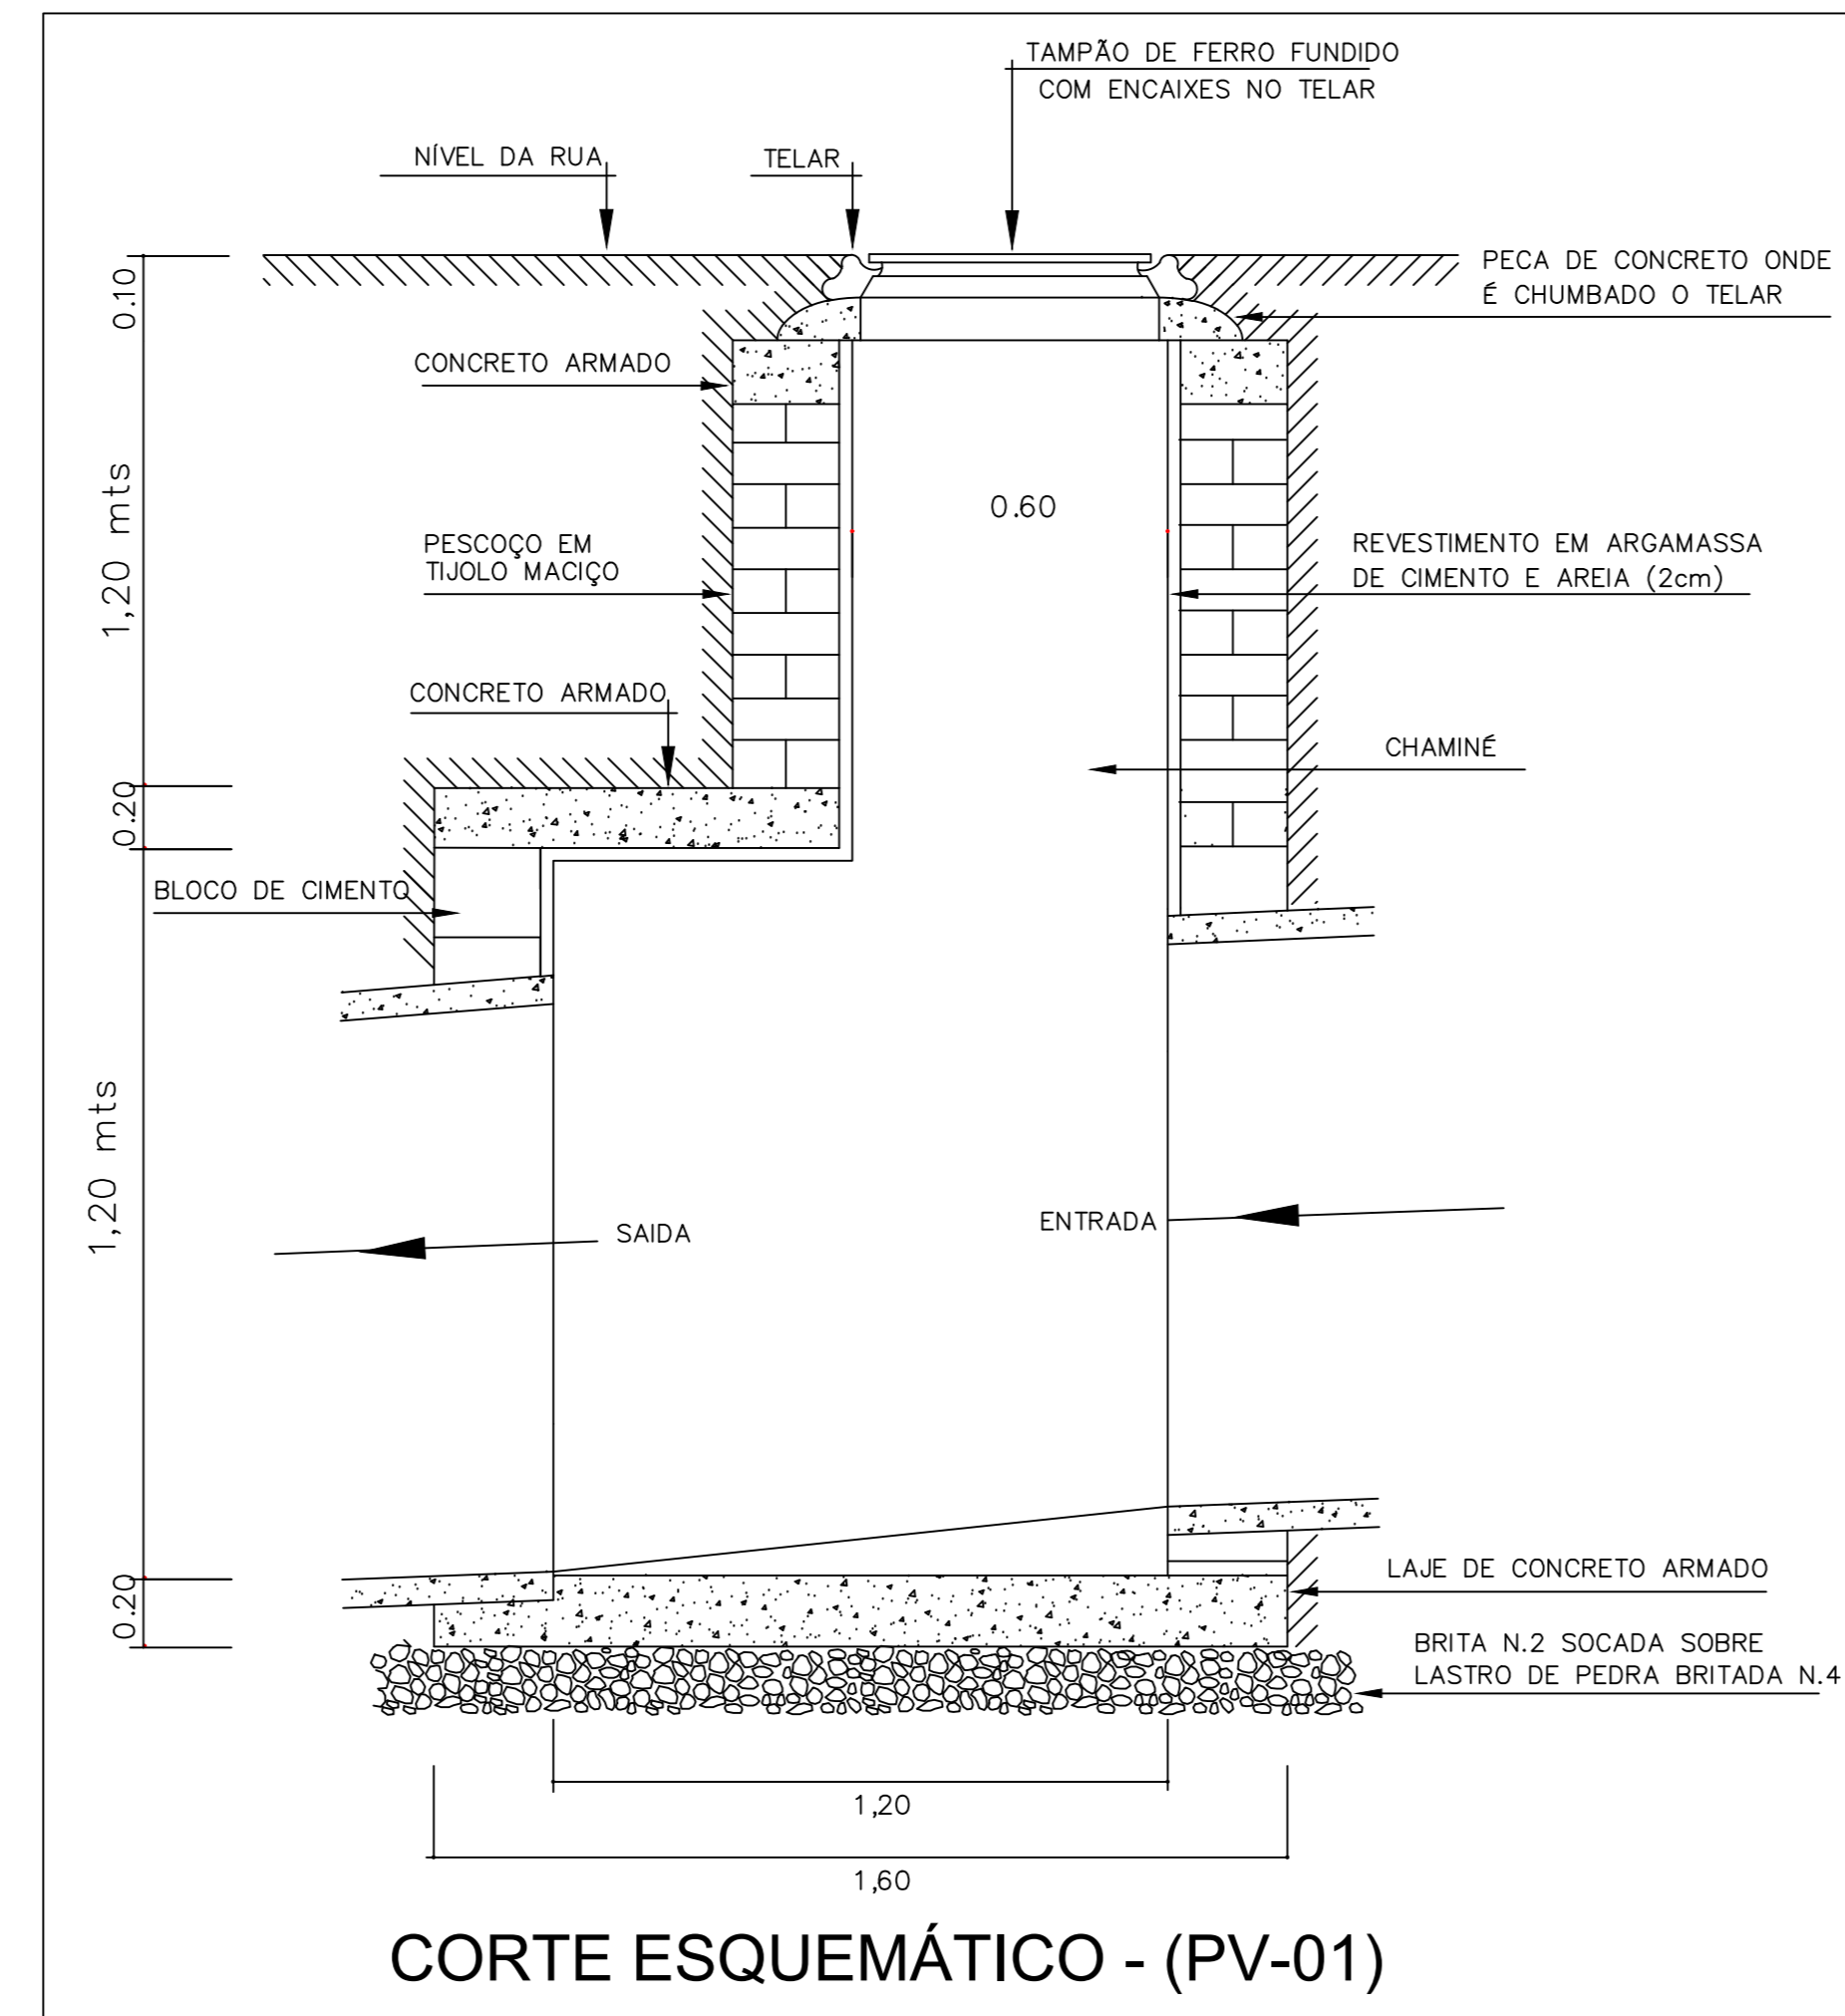 TAMPÃO DE FERRO FUNDIDO
COM ENCAIXES NO TELAR
NÍVEL DA RUA
TELAR
PECA DE CONCRETO ONDE
É CHUMBADO O TELAR
0.10
CONCRETO ARMADO
1,20 mts
0.60
PESCOÇO EM
TIJOLO MACIÇO
REVESTIMENTO EM ARGAMASSA
DE CIMENTO E AREIA (2cm)
CONCRETO ARMADO
CHAMINÉ
0.20
BLOCO DE CIMENTO
1,20 mts
SAIDA
ENTRADA
0.20
LAJE DE CONCRETO ARMADO
BRITA N.2 SOCADA SOBRE
LASTRO DE PEDRA BRITADA N.4
1,20
1,60
CORTE ESQUEMÁTICO - (PV-01)